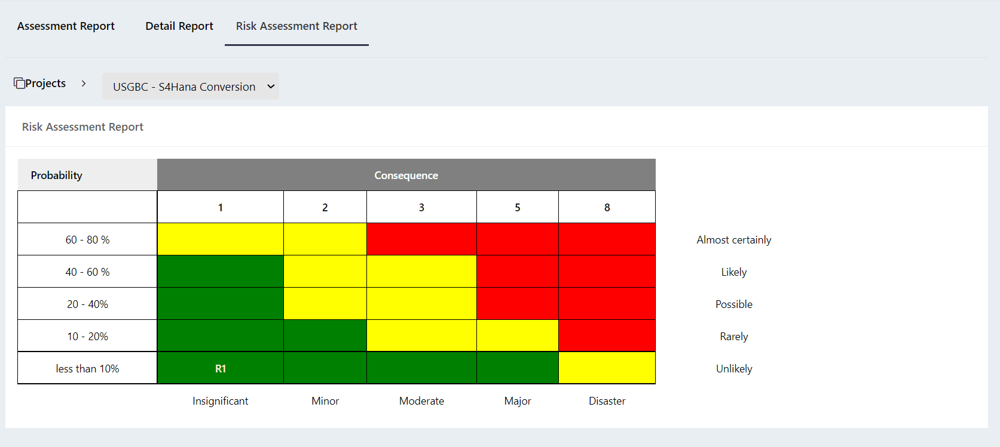 Assessment Report Detail Report Risk Assessment Report
Projects > USGBC - S4Hana Conversion
Risk Assessment Report
Probability Consequence
1 2 3 5 8
60 - 80 % Almost certainly
40 - 60 % Likely
20 - 40% Possible
10 - 20% Rarely
less than 10% R1 Unlikely
Insignificant Minor Moderate Major Disaster